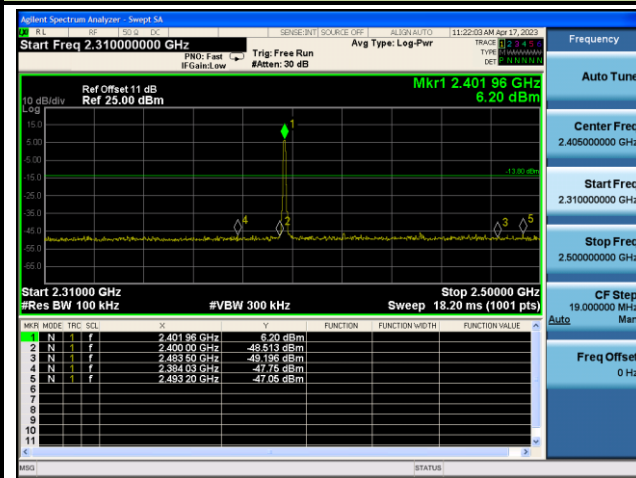 Agilent Spectrum Analyzer - Swept SA
RL RF 50 Ω DC SENSE:INT SOURCE OFF ALIGN AUTO 11:22:03 AM Apr 17, 2023
Start Freq 2.310000000 GHz Avg Type: Log-Pwr TRACE 1 2 3 4 5 6
PNO: Fast Trig: Free Run TYPE M
IFGain:Low #Atten: 30 dB DET P N N N N N
Ref Offset 11 dB Mkr1 2.401 96 GHz
10 dB/div Ref 25.00 dBm 6.20 dBm
Log
15.0
5.00
-5.00
-15.0
-25.0
-35.0
-45.0
-55.0
-65.0
1
2
3
4
5
Start 2.31000 GHz Stop 2.50000 GHz
#Res BW 100 kHz #VBW 300 kHz Sweep 18.20 ms (1001 pts)
MKR MODE TRC SCL X Y FUNCTION FUNCTION WIDTH FUNCTION VALUE
1 N 1 f 2.401 96 GHz 6.20 dBm
2 N 1 f 2.400 00 GHz -48.513 dBm
3 N 1 f 2.483 50 GHz -49.196 dBm
4 N 1 f 2.384 03 GHz -47.75 dBm
5 N 1 f 2.493 20 GHz -47.05 dBm
6
7
8
9
10
11
MSG STATUS
Frequency
Auto Tune
Center Freq
2.405000000 GHz
Start Freq
2.310000000 GHz
Stop Freq
2.500000000 GHz
CF Step
19.000000 MHz
Auto Man
Freq Offset
0 Hz